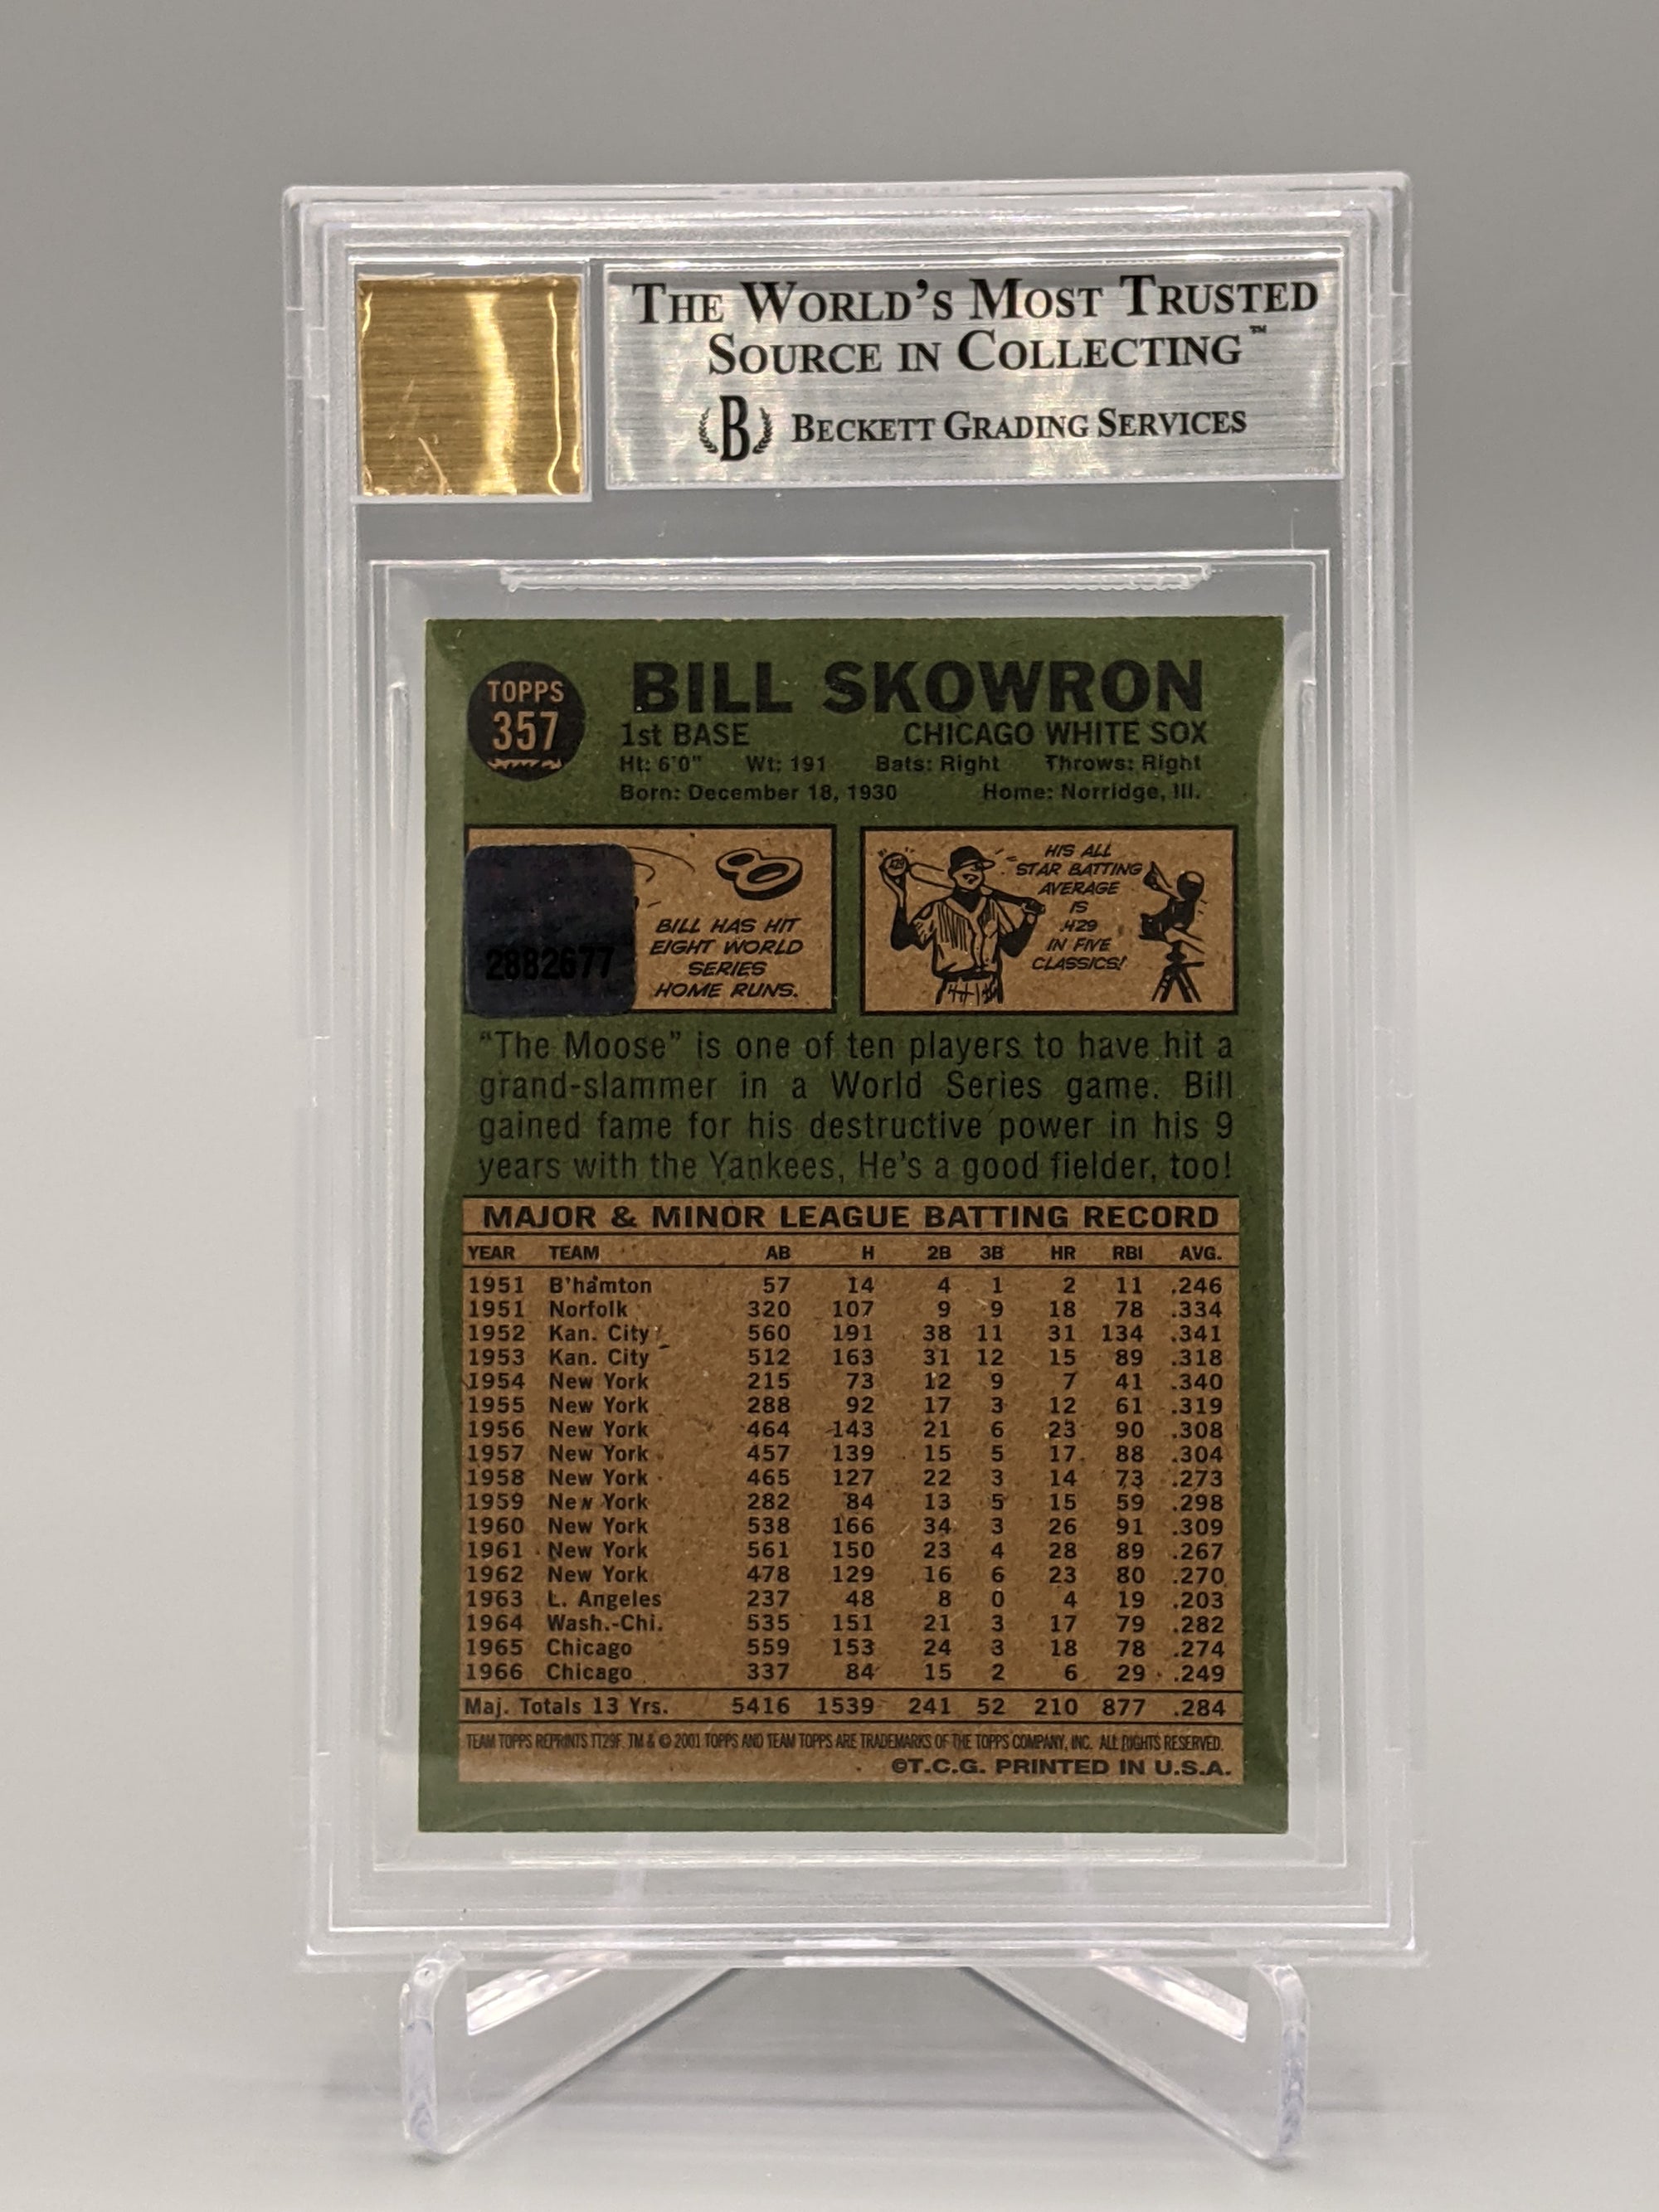 THE WORLD'S MOST TRUSTED
SOURCE IN COLLECTING™
B BECKETT GRADING SERVICES
TOPPS
357
BILL SKOWRON
1st BASE CHICAGO WHITE SOX
Ht: 6'0" Wt: 191 Bats: Right Throws: Right
Born: December 18, 1930 Home: Norridge, Ill.
2882677
BILL HAS HIT
EIGHT WORLD
SERIES
HOME RUNS.
429
HIS ALL
STAR BATTING
AVERAGE
IS
.429
IN FIVE
CLASSICS!
"The Moose" is one of ten players to have hit a
grand-slammer in a World Series game. Bill
gained fame for his destructive power in his 9
years with the Yankees, He's a good fielder, too!
MAJOR & MINOR LEAGUE BATTING RECORD
YEAR TEAM AB H 2B 3B HR RBI AVG.
1951 B'hamton 57 14 4 1 2 11 .246
1951 Norfolk 320 107 9 9 18 78 .334
1952 Kan. City 560 191 38 11 31 134 .341
1953 Kan. City 512 163 31 12 15 89 .318
1954 New York 215 73 12 9 7 41 .340
1955 New York 288 92 17 3 12 61 .319
1956 New York 464 143 21 6 23 90 .308
1957 New York 457 139 15 5 17 88 .304
1958 New York 465 127 22 3 14 73 .273
1959 New York 282 84 13 5 15 59 .298
1960 New York 538 166 34 3 26 91 .309
1961 New York 561 150 23 4 28 89 .267
1962 New York 478 129 16 6 23 80 .270
1963 L. Angeles 237 48 8 0 4 19 .203
1964 Wash.-Chi. 535 151 21 3 17 79 .282
1965 Chicago 559 153 24 3 18 78 .274
1966 Chicago 337 84 15 2 6 29 .249
Maj. Totals 13 Yrs. 5416 1539 241 52 210 877 .284
TEAM TOPPS REPRINTS TT29F TM & © 2001 TOPPS AND TEAM TOPPS ARE TRADEMARKS OF THE TOPPS COMPANY, INC. ALL RIGHTS RESERVED.
©T.C.G. PRINTED IN U.S.A.